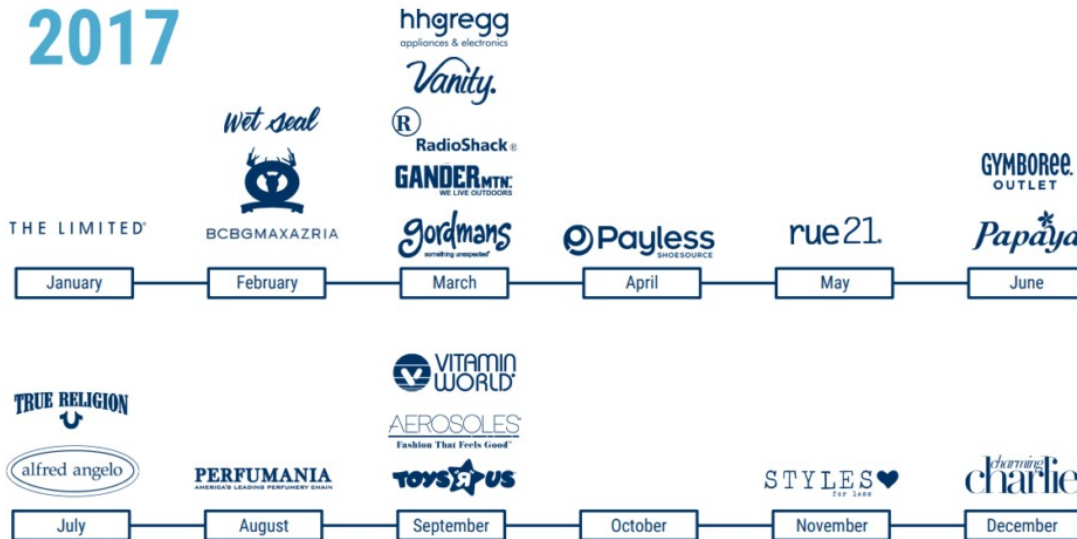 2017
hhgregg
appliances & electronics
Vanity.
wet seal
R
RadioShack®
GANDER MTN.
WE LIVE OUTDOORS
GYMBOREE.
OUTLET
THE LIMITED®
BCBGMAXAZRIA
gordmans
something unexpected®
Payless
SHOESOURCE
rue21.
Papaya
January
February
March
April
May
June
VITAMIN
WORLD®
TRUE RELIGION
AEROSOLES®
Fashion That Feels Good™
alfred angelo
PERFUMANIA
AMERICA'S LEADING PERFUMERY CHAIN
TOYS R US
STYLES
for less
charming
charlie
July
August
September
October
November
December